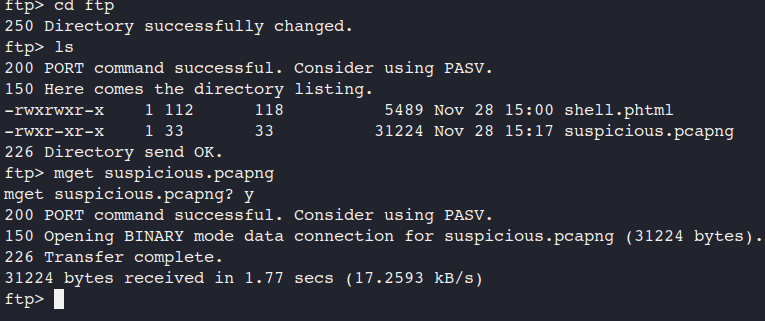 ftp> cd ftp
250 Directory successfully changed.
ftp> ls
200 PORT command successful. Consider using PASV.
150 Here comes the directory listing.
-rwxrwxr-x    1 112      118          5489 Nov 28 15:00 shell.phtml
-rwxr-xr-x    1 33       33          31224 Nov 28 15:17 suspicious.pcapng
226 Directory send OK.
ftp> mget suspicious.pcapng
mget suspicious.pcapng? y
200 PORT command successful. Consider using PASV.
150 Opening BINARY mode data connection for suspicious.pcapng (31224 bytes).
226 Transfer complete.
31224 bytes received in 1.77 secs (17.2593 kB/s)
ftp>